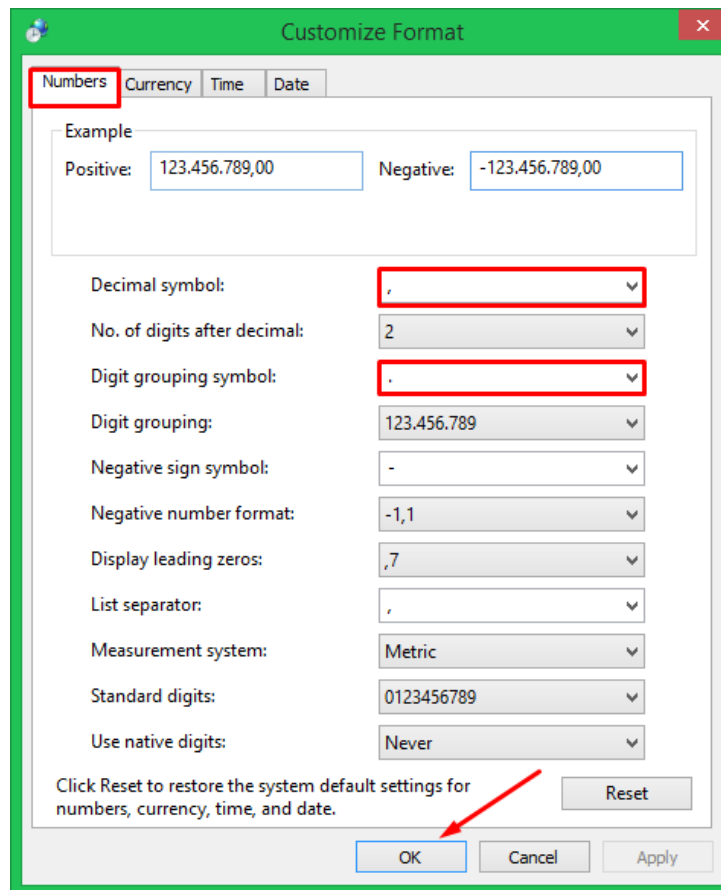 Customize Format
Numbers Currency Time Date
Example
Positive: 123.456.789,00 Negative: -123.456.789,00
Decimal symbol: ,
No. of digits after decimal: 2
Digit grouping symbol: .
Digit grouping: 123.456.789
Negative sign symbol: -
Negative number format: -1,1
Display leading zeros: ,7
List separator: ,
Measurement system: Metric
Standard digits: 0123456789
Use native digits: Never
Click Reset to restore the system default settings for
numbers, currency, time, and date.
Reset
OK Cancel Apply